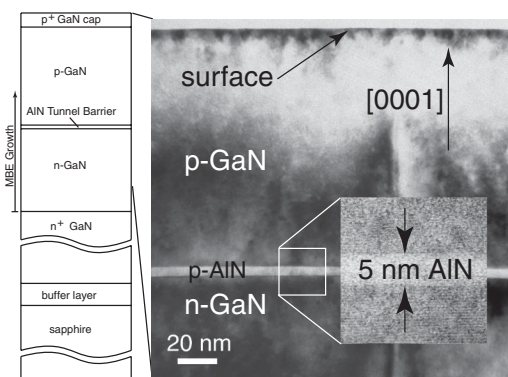 p+ GaN cap
p-GaN
AlN Tunnel Barrier
MBE Growth
n-GaN
n+ GaN
buffer layer
sapphire
surface
[0001]
p-GaN
p-AlN
5 nm AlN
n-GaN
20 nm